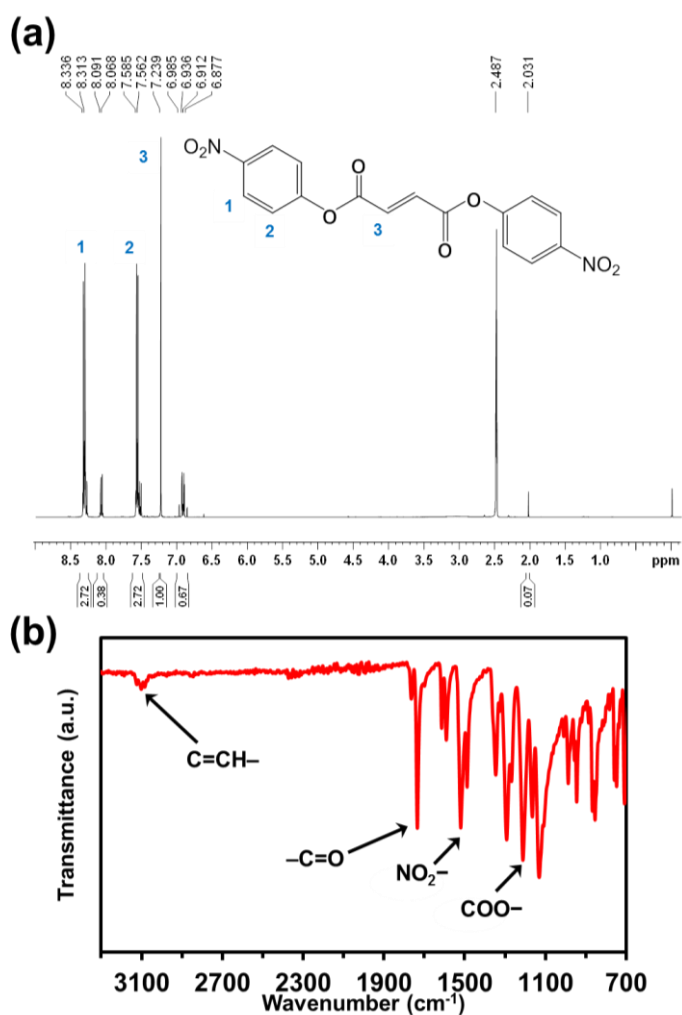 (a)
8.336
8.313
8.091
8.068
7.585
7.562
7.239
6.985
6.936
6.912
6.877
2.487
2.031
3
O₂N
O
1
O
2
3
O
O
NO₂
1
2
8.5 8.0 7.5 7.0 6.5 6.0 5.5 5.0 4.5 4.0 3.5 3.0 2.5 2.0 1.5 1.0 ppm
2.72
0.38
2.72
1.00
0.67
0.07
(b)
Transmittance (a.u.)
C=CH–
–C=O
NO₂–
COO–
3100 2700 2300 1900 1500 1100 700
Wavenumber (cm⁻¹)